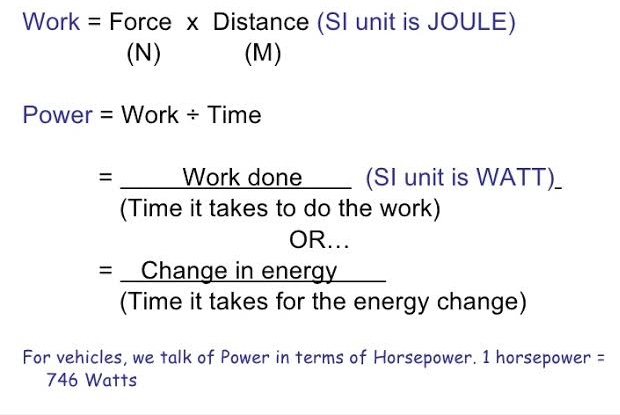 Work = Force x Distance (SI unit is JOULE)
(N) (M)
Power = Work ÷ Time
= Work done (SI unit is WATT)
(Time it takes to do the work)
OR...
= Change in energy
(Time it takes for the energy change)
For vehicles, we talk of Power in terms of Horsepower. 1 horsepower =
746 Watts